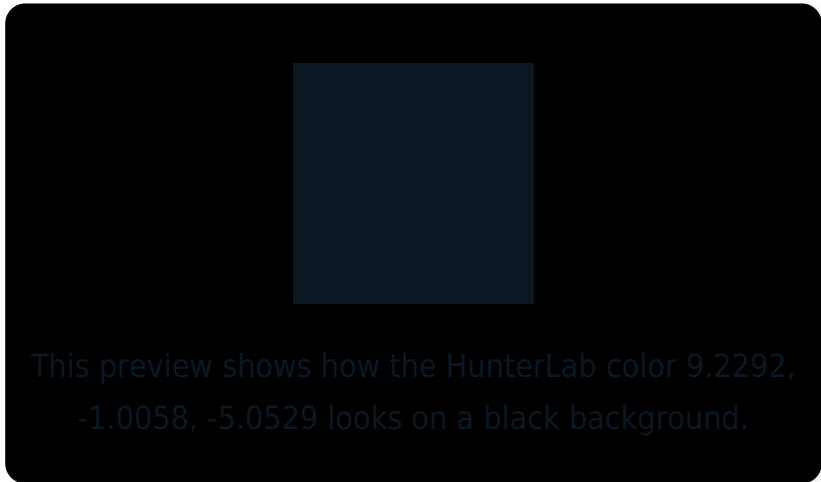 This preview shows how the HunterLab color 9.2292,
-1.0058, -5.0529 looks on a black background.